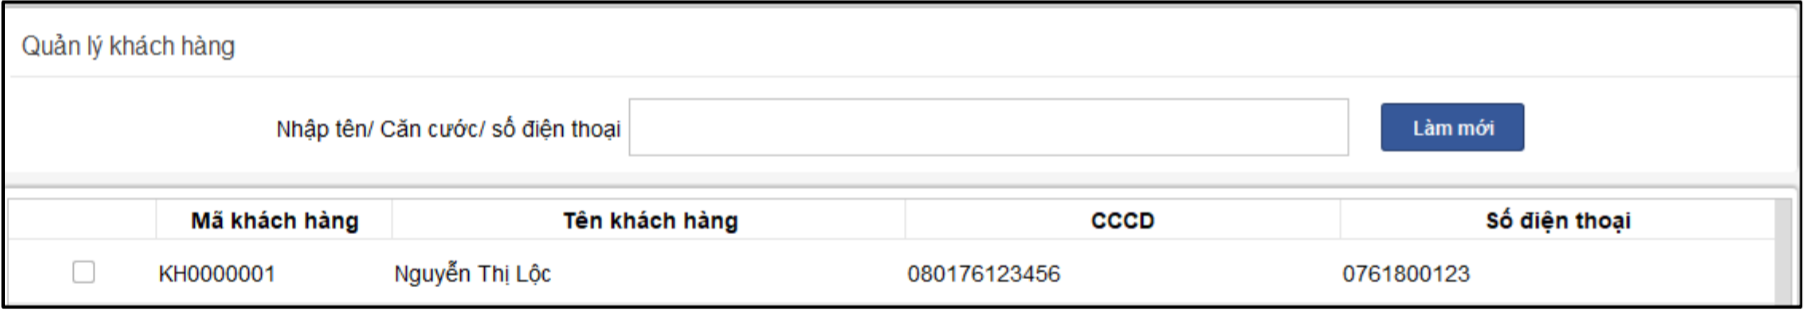 Quản lý khách hàng
Nhập tên/ Căn cước/ số điện thoại Làm mới
Mã khách hàng Tên khách hàng CCCD Số điện thoại
KH0000001 Nguyễn Thị Lộc 080176123456 0761800123